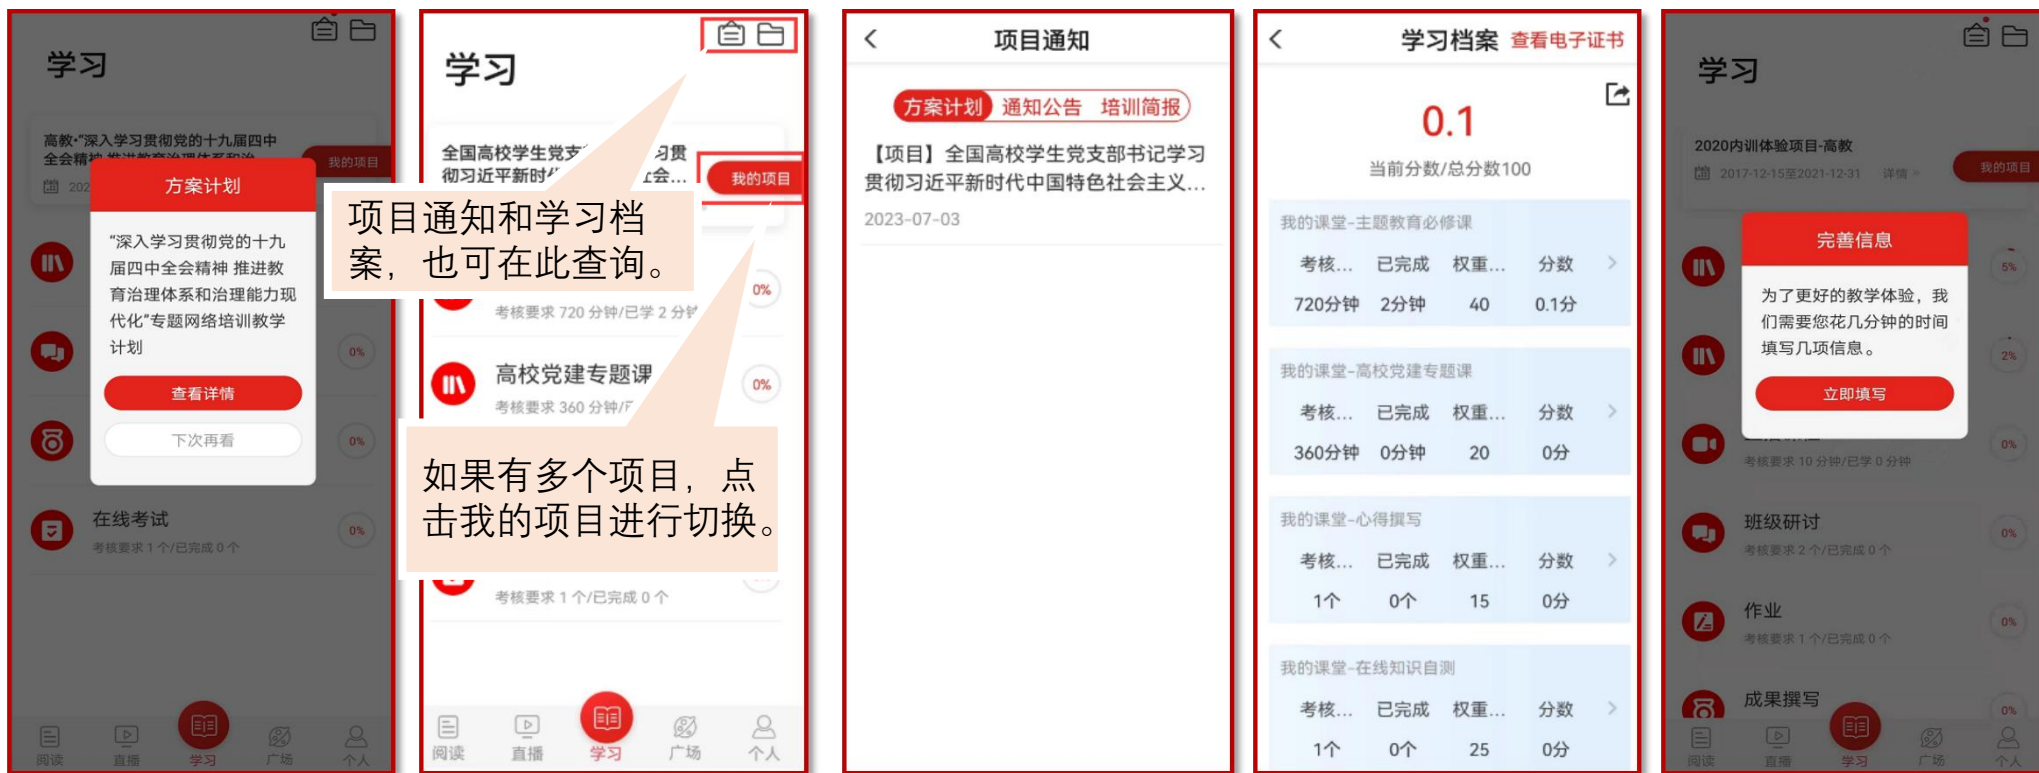 学习
高教·“深入学习贯彻党的十九届四中
我的项目
方案计划
“深入学习贯彻党的十九
届四中全会精神 推进教
育治理体系和治理能力现
代化”专题网络培训教学
计划
查看详情
下次再看
0%
0%
在线考试
考核要求 1 个/已完成 0 个
0%
阅读
直播
学习
广场
个人
学习
我的项目
项目通知和学习档
案，也可在此查询。
考核要求 720 分钟/已学 2 分钟
0%
高校党建专题课
考核要求 360 分钟/
0%
如果有多个项目，点
击我的项目进行切换。
考核要求 1 个/已完成 0 个
阅读
直播
学习
广场
个人
项目通知
方案计划 通知公告 培训简报
【项目】全国高校学生党支部书记学习
贯彻习近平新时代中国特色社会主义...
2023-07-03
学习档案 查看电子证书
0.1
当前分数/总分数100
我的课堂-主题教育必修课
考核... 已完成 权重... 分数
720分钟 2分钟 40 0.1分
我的课堂-高校党建专题课
考核... 已完成 权重... 分数
360分钟 0分钟 20 0分
我的课堂-心得撰写
考核... 已完成 权重... 分数
1个 0个 15 0分
我的课堂-在线知识自测
考核... 已完成 权重... 分数
1个 0个 25 0分
学习
2020内训体验项目-高教
2017-12-15至2021-12-31 详情
我的项目
完善信息
为了更好的教学体验，我
们需要您花几分钟的时间
填写几项信息。
立即填写
5%
2%
考核要求 10 分钟/已学 0 分钟
0%
班级研讨
考核要求 2 个/已完成 0 个
0%
作业
考核要求 1 个/已完成 0 个
0%
成果撰写
0%
阅读
直播
学习
广场
个人